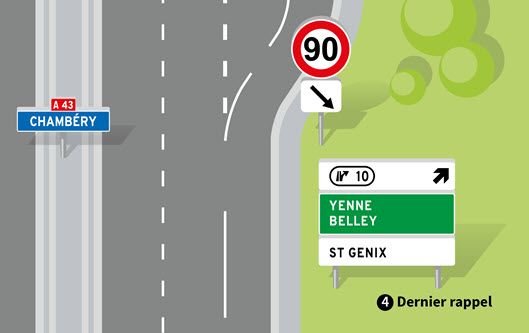 90
A 43
CHAMBÉRY
10
YENNE
BELLEY
ST GENIX
4 Dernier rappel